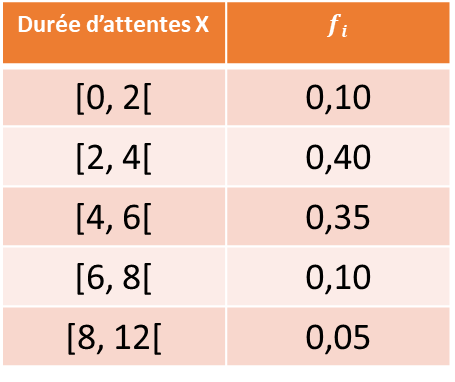 Durée d'attentes X f_i
[0, 2[ 0,10
[2, 4[ 0,40
[4, 6[ 0,35
[6, 8[ 0,10
[8, 12[ 0,05